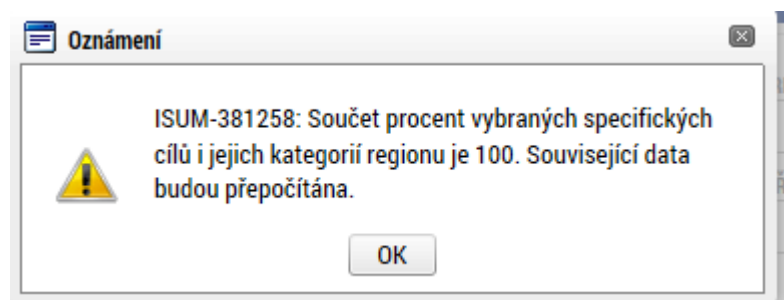 Oznámení
ISUM-381258: Součet procent vybraných specifických
cílů i jejich kategorií regionu je 100. Související data
budou přepočítána.
OK